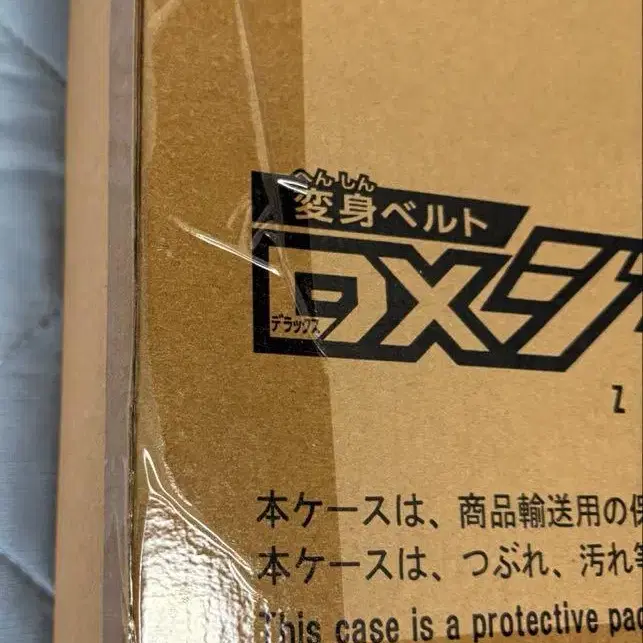 へんしん
変身ベルト
デラックス
DX
Z
本ケースは、商品輸送用の
本ケースは、つぶれ、汚れ
This case is a protective